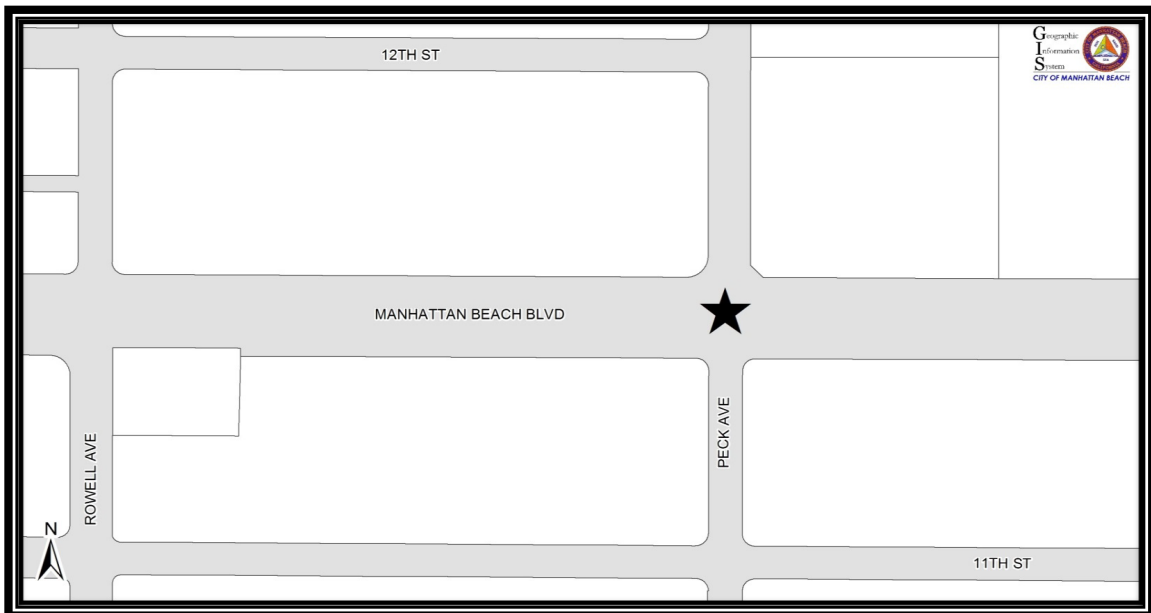 12TH ST
Geographic
Information
System
CITY OF MANHATTAN BEACH
MANHATTAN BEACH BLVD
ROWELL AVE
PECK AVE
N
11TH ST